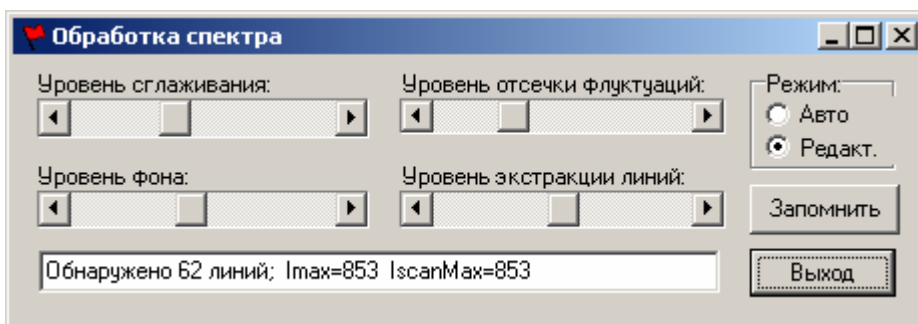 Обработка спектра
Уровень сглаживания:
Уровень отсечки флуктуаций:
Режим:
Авто
Редакт.
Уровень фона:
Уровень экстракции линий:
Запомнить
Обнаружено 62 линий; Imax=853 IscanMax=853
Выход